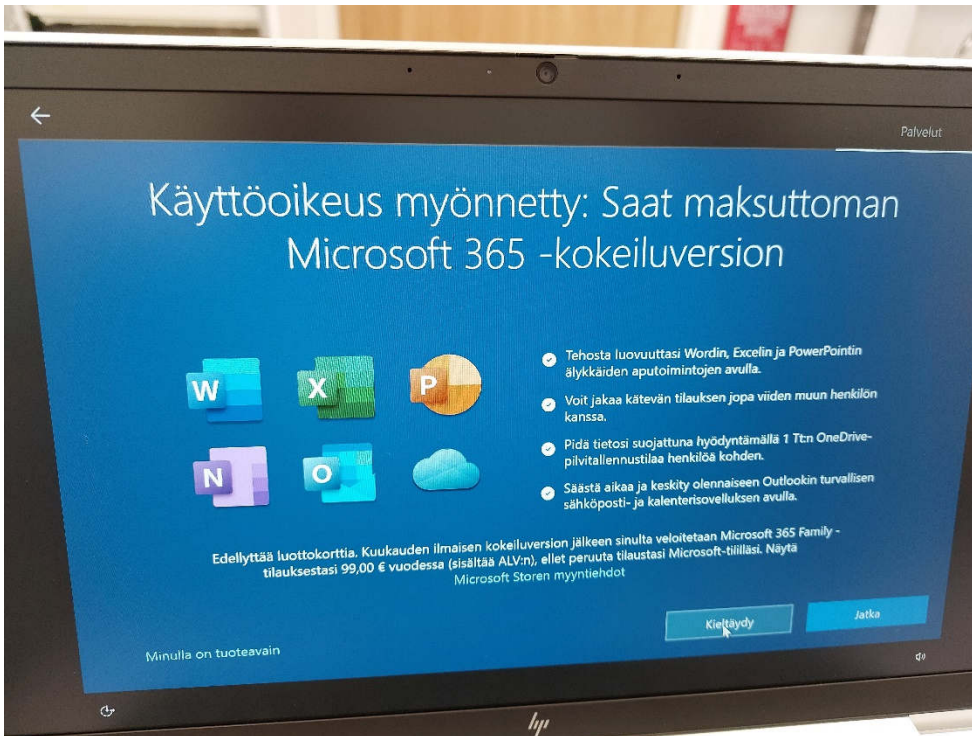 Palvelut
Käyttöoikeus myönnetty: Saat maksuttoman
Microsoft 365 -kokeiluversion
W
X
P
N
O
Tehosta luovuuttasi Wordin, Excelin ja PowerPointin
älykkäiden aputoimintojen avulla.
Voit jakaa kätevän tilauksen jopa viiden muun henkilön
kanssa.
Pidä tietosi suojattuna hyödyntämällä 1 Tt:n OneDrive-
pilvitallennustilaa henkilöä kohden.
Säästä aikaa ja keskity olennaiseen Outlookin turvallisen
sähköposti- ja kalenterisovelluksen avulla.
Edellyttää luottokorttia. Kuukauden ilmaisen kokeiluversion jälkeen sinulta veloitetaan Microsoft 365 Family -
tilauksestasi 99,00 € vuodessa (sisältää ALV:n), ellet peruuta tilaustasi Microsoft-tililläsi. Näytä
Microsoft Storen myyntiehdot
Kieltäydy
Jatka
Minulla on tuoteavain
hp